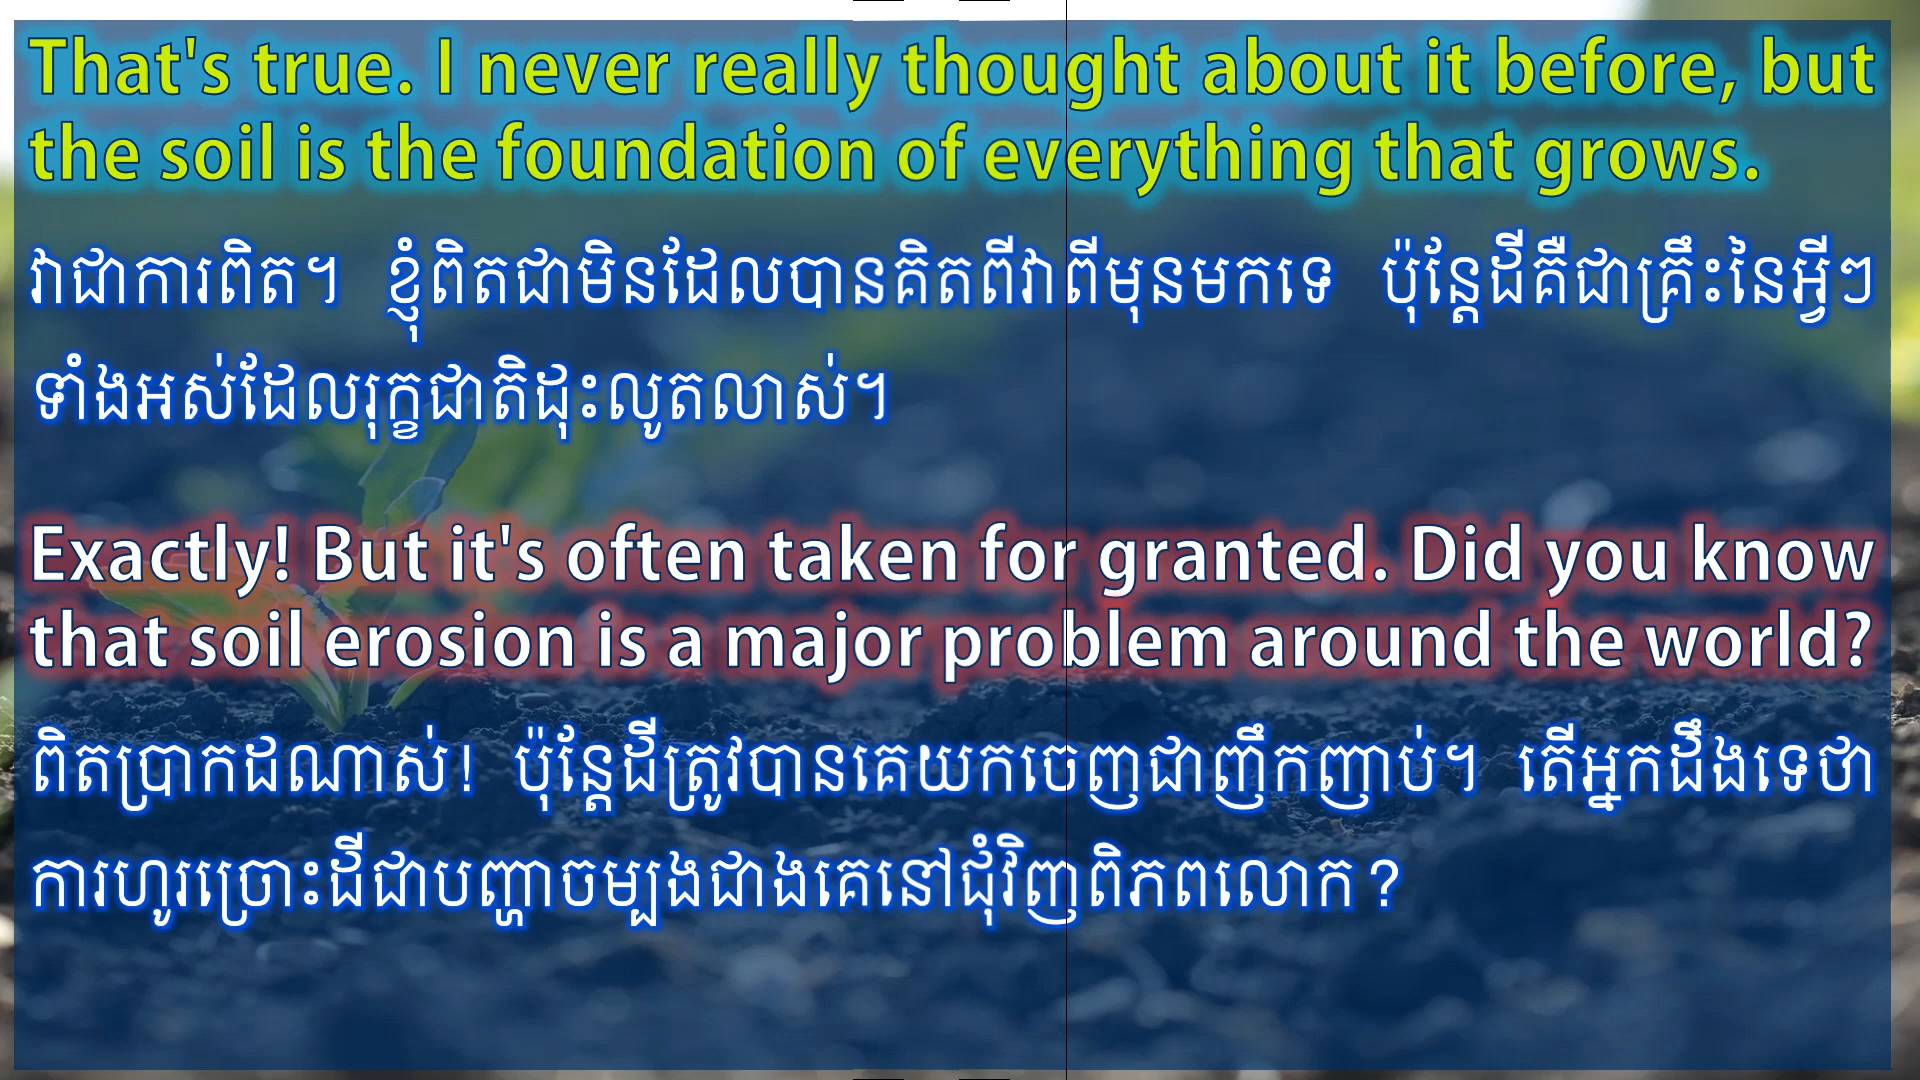 That's true. I never really thought about it before, but
the soil is the foundation of everything that grows.
វាជាការពិត។ ខ្ញុំពិតជាមិនដែលបានគិតពីវាពីមុនមកទេ ប៉ុន្តែដីគឺជាគ្រឹះនៃអ្វីៗ
ទាំងអស់ដែលរុក្ខជាតិដុះលូតលាស់។
Exactly! But it's often taken for granted. Did you know
that soil erosion is a major problem around the world?
ពិតប្រាកដណាស់! ប៉ុន្តែដីត្រូវបានគេយកចេញជាញឹកញាប់។ តើអ្នកដឹងទេថា
ការហូរច្រោះដីជាបញ្ហាចម្បងជាងគេនៅជុំវិញពិភពលោក?